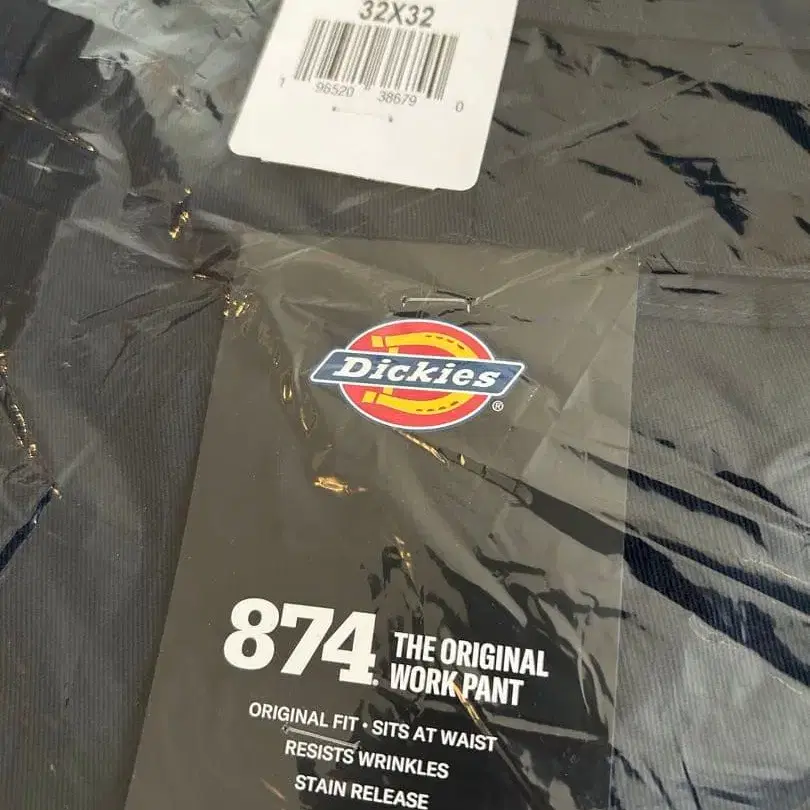 32X32
1 96520 38679 0
Dickies®
874® THE ORIGINAL
WORK PANT
ORIGINAL FIT • SITS AT WAIST
RESISTS WRINKLES
STAIN RELEASE